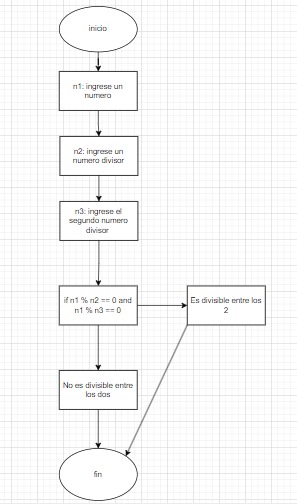 inicio
n1: ingrese un
numero
n2: ingrese un
numero divisor
n3: ingrese el
segundo numero
divisor
if n1 % n2 == 0 and
n1 % n3 == 0
Es divisible entre los
2
No es divisible entre
los dos
fin